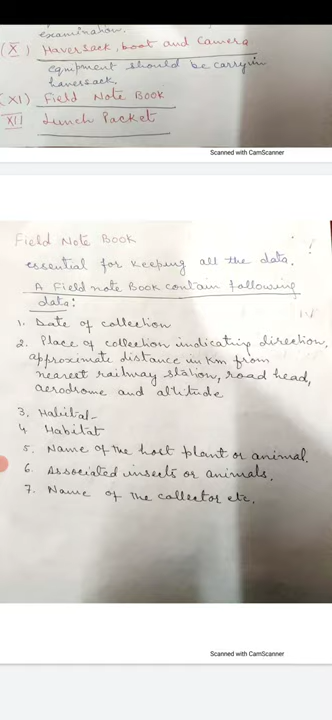 examination.
(X) Haversack, boot and Camera
equipment should be carry in
haversack.
(XI) Field Note Book
XII Lunch Packet
Scanned with CamScanner
Field Note Book
essential for keeping all the data.
A Field note Book contain following
data:
1. Date of collection
2. Place of collection indicating direction,
approximate distance in km from
nearest railway station, road head,
aerodrome and altitude
3. Habital
4. Habitat
5. Name of the host plant or animal.
6. Associated insects or animals.
7. Name of the collector etc.
Scanned with CamScanner